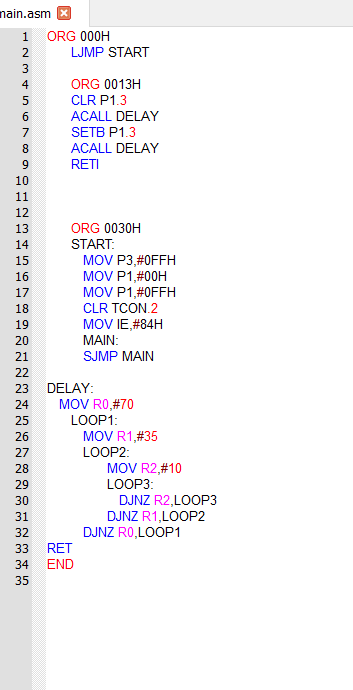 main.asm
1 ORG 000H
2 LJMP START
3
4 ORG 0013H
5 CLR P1.3
6 ACALL DELAY
7 SETB P1.3
8 ACALL DELAY
9 RETI
10
11
12
13 ORG 0030H
14 START:
15 MOV P3,#0FFH
16 MOV P1,#00H
17 MOV P1,#0FFH
18 CLR TCON.2
19 MOV IE,#84H
20 MAIN:
21 SJMP MAIN
22
23 DELAY:
24 MOV R0,#70
25 LOOP1:
26 MOV R1,#35
27 LOOP2:
28 MOV R2,#10
29 LOOP3:
30 DJNZ R2,LOOP3
31 DJNZ R1,LOOP2
32 DJNZ R0,LOOP1
33 RET
34 END
35